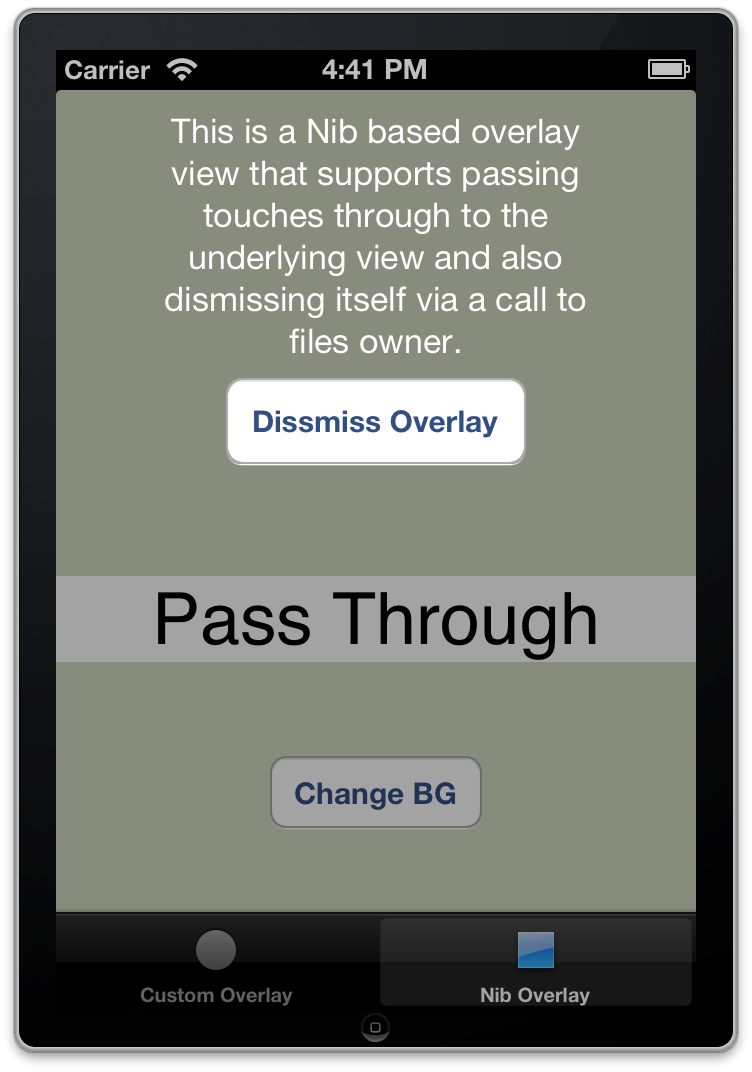 Carrier 4:41 PM
This is a Nib based overlay
view that supports passing
touches through to the
underlying view and also
dismissing itself via a call to
files owner.
Dissmiss Overlay
Pass Through
Change BG
Custom Overlay Nib Overlay